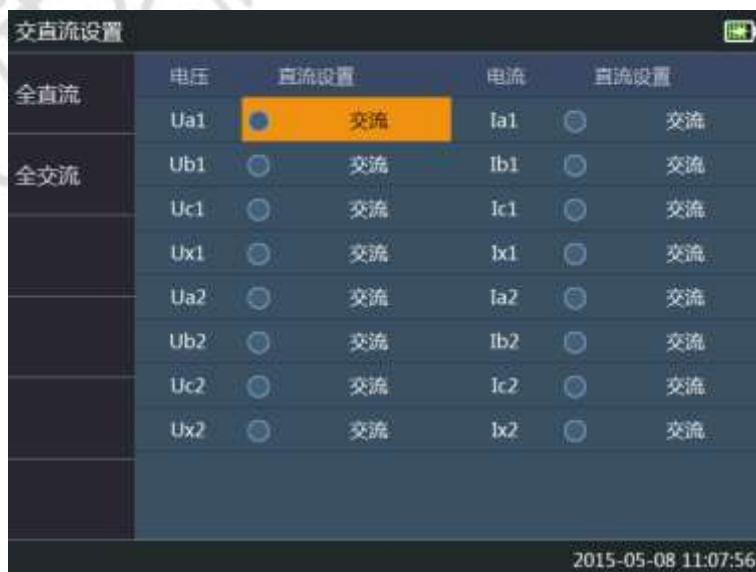 交直流设置
全直流
全交流
电压 直流设置 电流 直流设置
Ua1 交流 Ia1 交流
Ub1 交流 Ib1 交流
Uc1 交流 Ic1 交流
Ux1 交流 Ix1 交流
Ua2 交流 Ia2 交流
Ub2 交流 Ib2 交流
Uc2 交流 Ic2 交流
Ux2 交流 Ix2 交流
2015-05-08 11:07:56